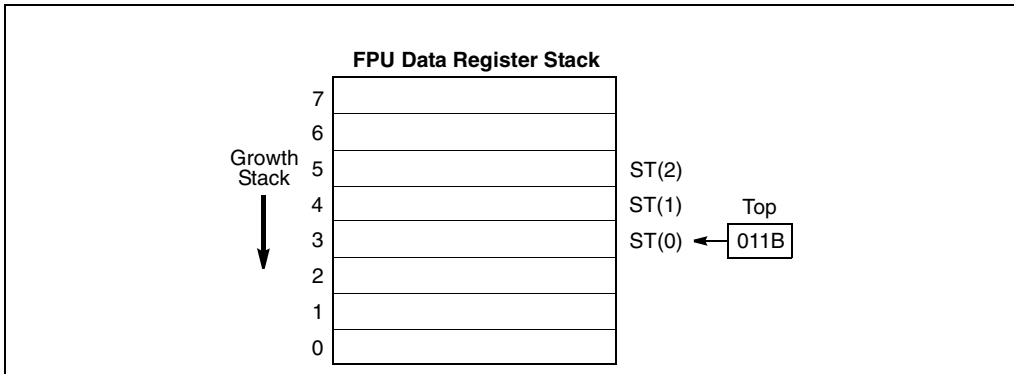 FPU Data Register Stack
7
6
Growth
Stack
5
ST(2)
4
ST(1)
Top
3
ST(0)
011B
2
1
0